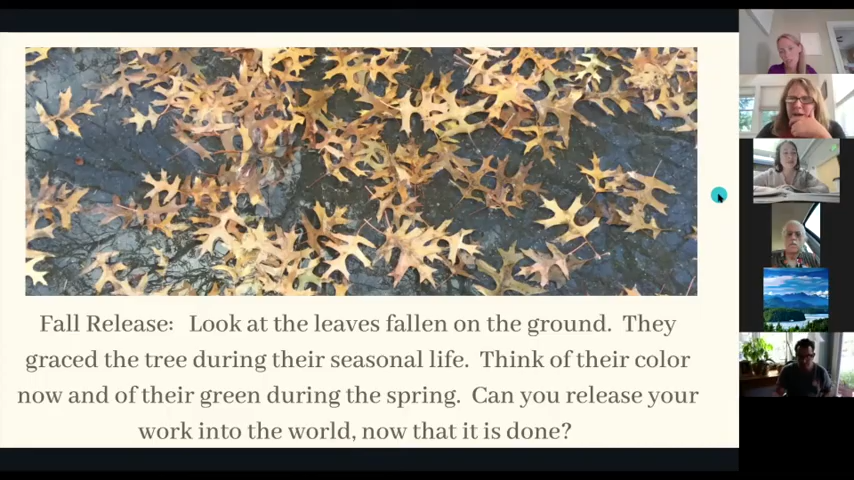 Fall Release: Look at the leaves fallen on the ground. They
graced the tree during their seasonal life. Think of their color
now and of their green during the spring. Can you release your
work into the world, now that it is done?